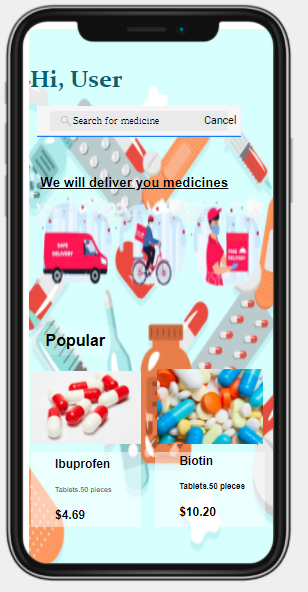 Hi, User
Search for medicine
Cancel
We will deliver you medicines
SAFE
DELIVERY
FREE
DELIVERY
Popular
Ibuprofen
Tablets.50 pieces
$4.69
Biotin
Tablets.50 pieces
$10.20